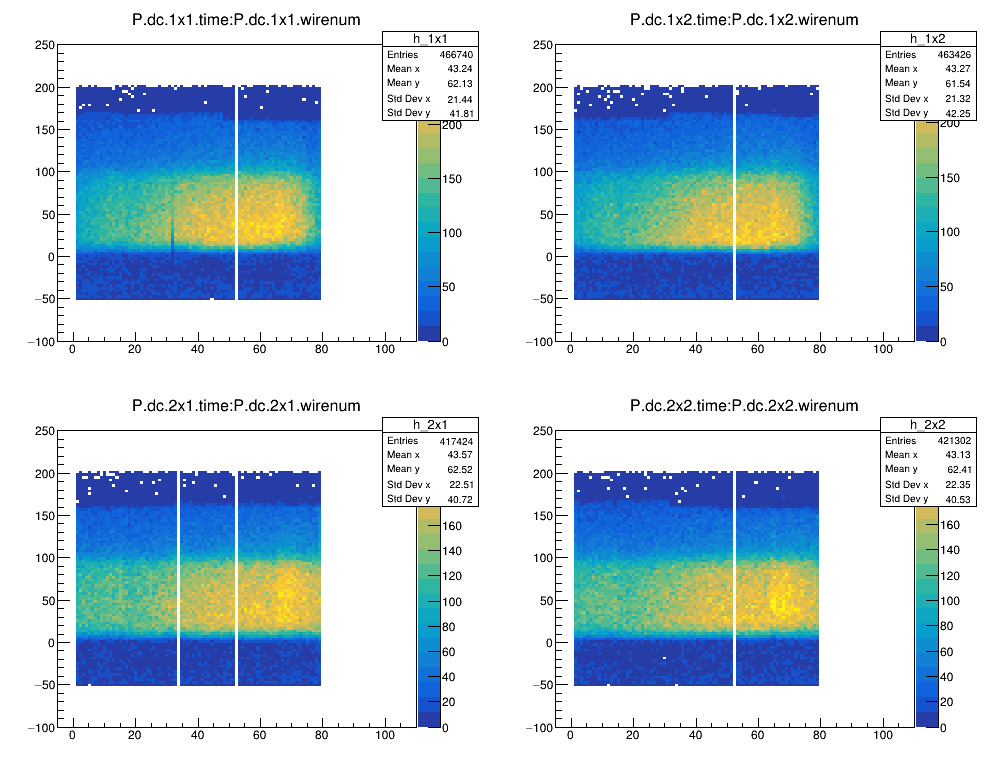 P.dc.1x1.time:P.dc.1x1.wirenum
h_1x1
Entries 466740
Mean x 43.24
Mean y 62.13
Std Dev x 21.44
Std Dev y 41.81
250
200
150
100
50
0
−50
−100
0 20 40 60 80 100
200
150
100
50
0
P.dc.1x2.time:P.dc.1x2.wirenum
h_1x2
Entries 463426
Mean x 43.27
Mean y 61.54
Std Dev x 21.32
Std Dev y 42.25
250
200
150
100
50
0
−50
−100
0 20 40 60 80 100
200
150
100
50
0
P.dc.2x1.time:P.dc.2x1.wirenum
h_2x1
Entries 417424
Mean x 43.57
Mean y 62.52
Std Dev x 22.51
Std Dev y 40.72
250
200
150
100
50
0
−50
−100
0 20 40 60 80 100
160
140
120
100
80
60
40
20
0
P.dc.2x2.time:P.dc.2x2.wirenum
h_2x2
Entries 421302
Mean x 43.13
Mean y 62.41
Std Dev x 22.35
Std Dev y 40.53
250
200
150
100
50
0
−50
−100
0 20 40 60 80 100
160
140
120
100
80
60
40
20
0